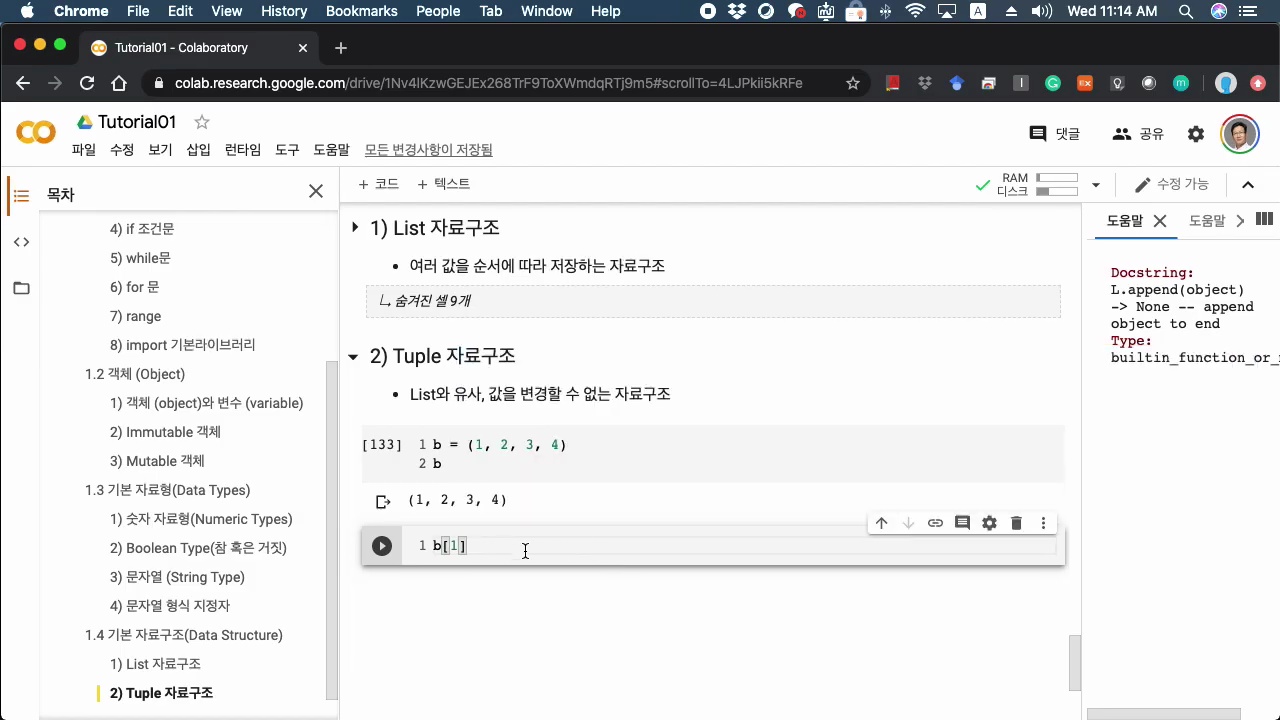 Chrome File Edit View History Bookmarks People Tab Window Help
Wed 11:14 AM
Tutorial01 - Colaboratory
colab.research.google.com/drive/1Nv4lKzwGEJEx268TrF9ToXWmdqRTj9m5#scrollTo=4LJPkii5kRFe
Tutorial01
댓글
공유
파일 수정 보기 삽입 런타임 도구 도움말 모든 변경사항이 저장됨
목차
+ 코드 + 텍스트
RAM
디스크
수정 가능
4) if 조건문
5) while문
6) for 문
7) range
8) import 기본라이브러리
1.2 객체 (Object)
1) 객체 (object)와 변수 (variable)
2) Immutable 객체
3) Mutable 객체
1.3 기본 자료형(Data Types)
1) 숫자 자료형(Numeric Types)
2) Boolean Type(참 혹은 거짓)
3) 문자열 (String Type)
4) 문자열 형식 지정자
1.4 기본 자료구조(Data Structure)
1) List 자료구조
2) Tuple 자료구조
1) List 자료구조
• 여러 값을 순서에 따라 저장하는 자료구조
숨겨진 셀 9개
2) Tuple 자료구조
• List와 유사, 값을 변경할 수 없는 자료구조
[133] 1 b = (1, 2, 3, 4)
2 b
(1, 2, 3, 4)
1 b[1]
도움말 도움말
Docstring:
L.append(object)
-> None -- append
object to end
Type:
builtin_function_or_